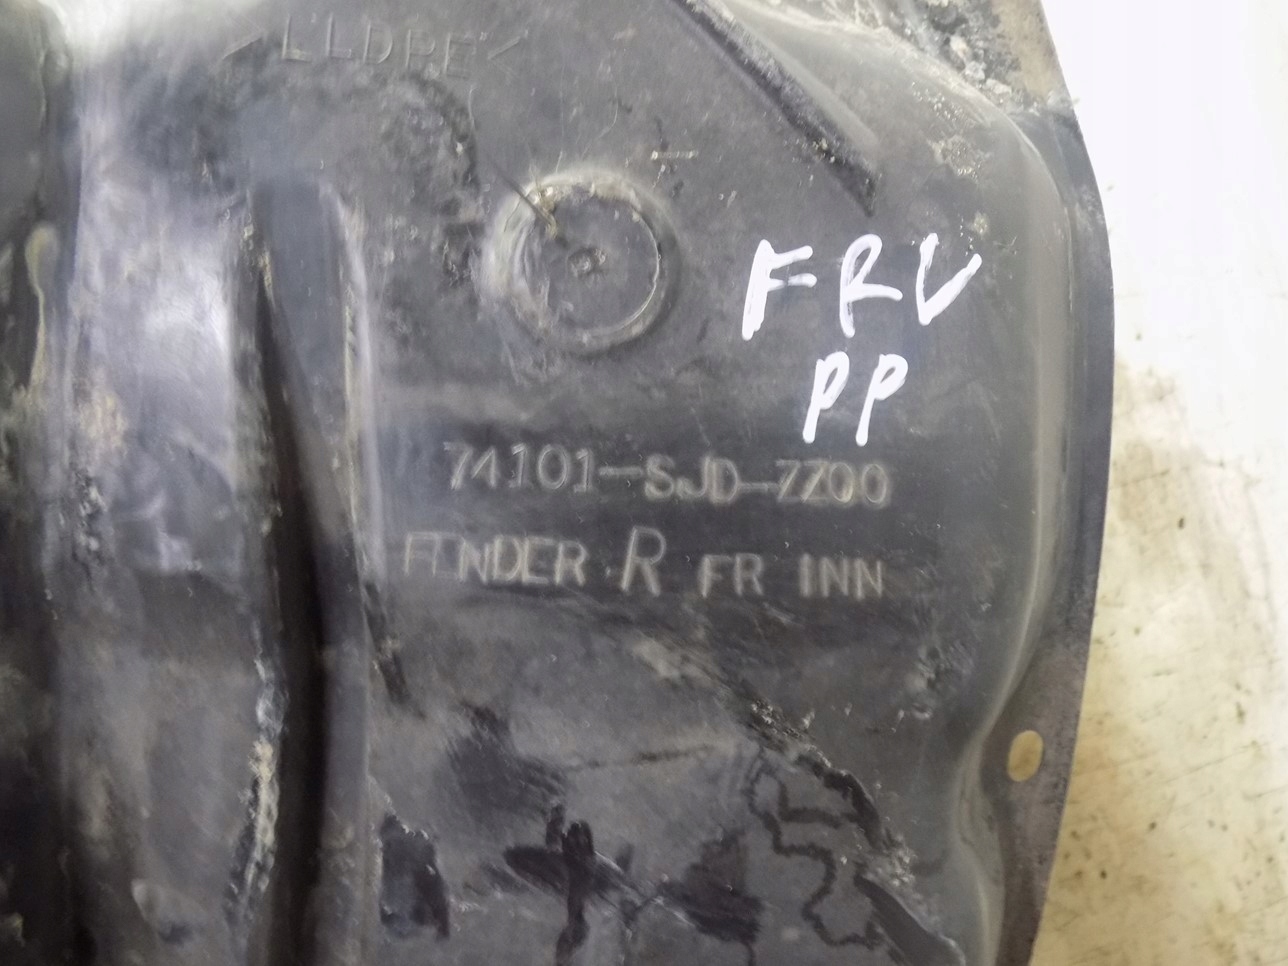 >LLDPE<
FRV
PP
74101-SJD-ZZ00
FENDER R FR INN